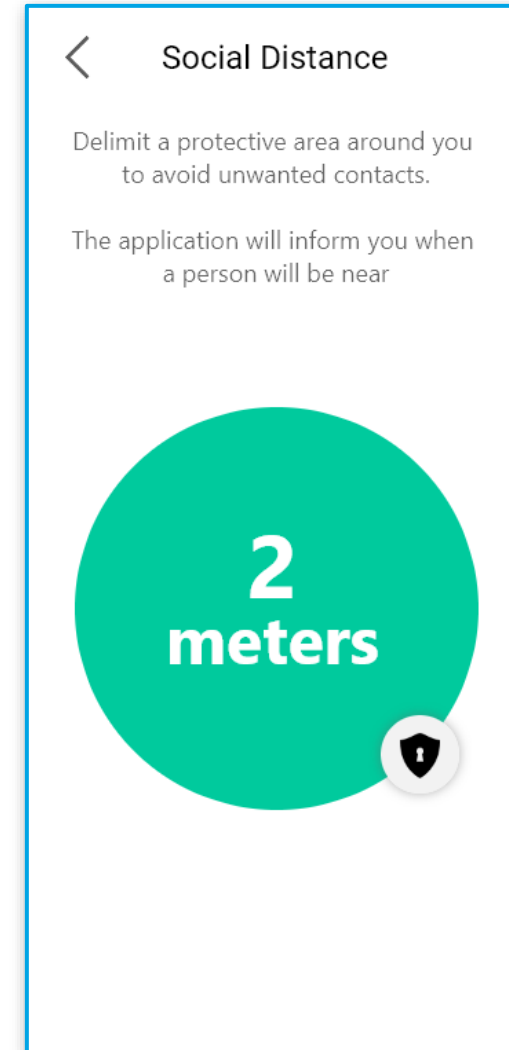 Social Distance
Delimit a protective area around you
to avoid unwanted contacts.
The application will inform you when
a person will be near
2
meters